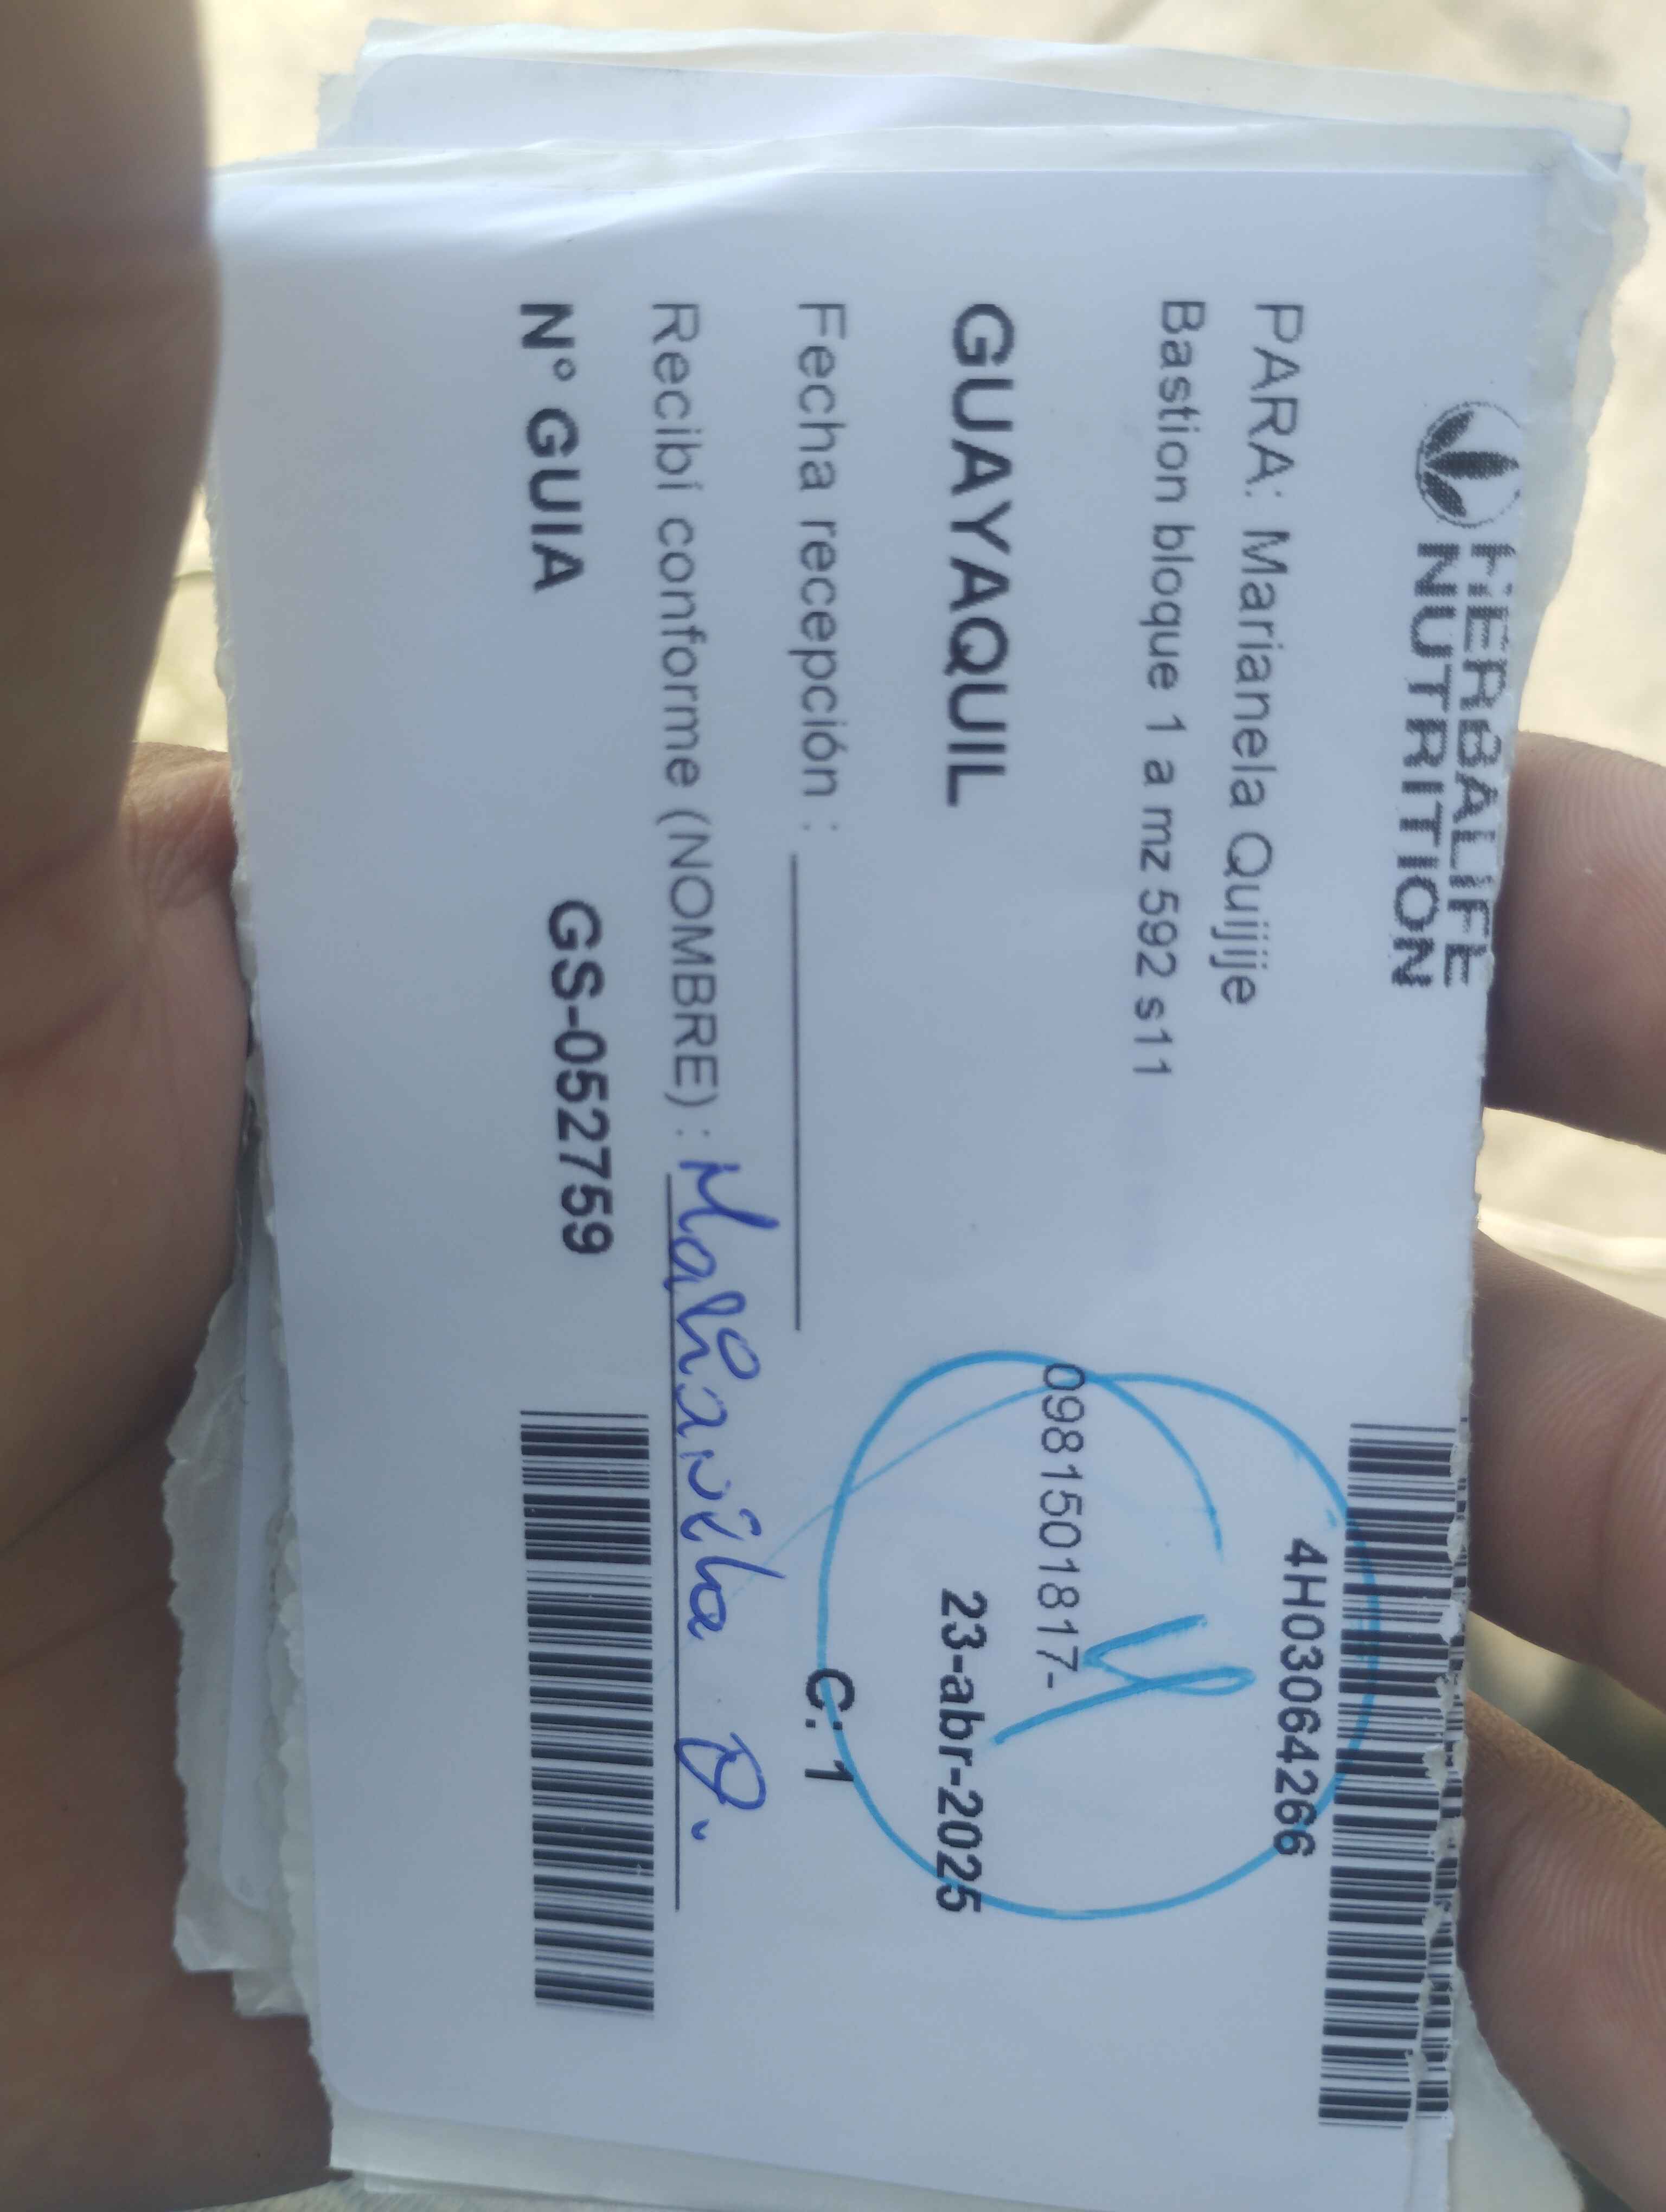 HERBALIFE
NUTRITION
4H03064266
PARA: Marianela Quijije
Bastion bloque 1 a mz 592 s11
0981501817-
GUAYAQUIL
23-abr-2025
Fecha recepción :
C: 1
Recibí conforme (NOMBRE) :
N° GUIA
GS-052759